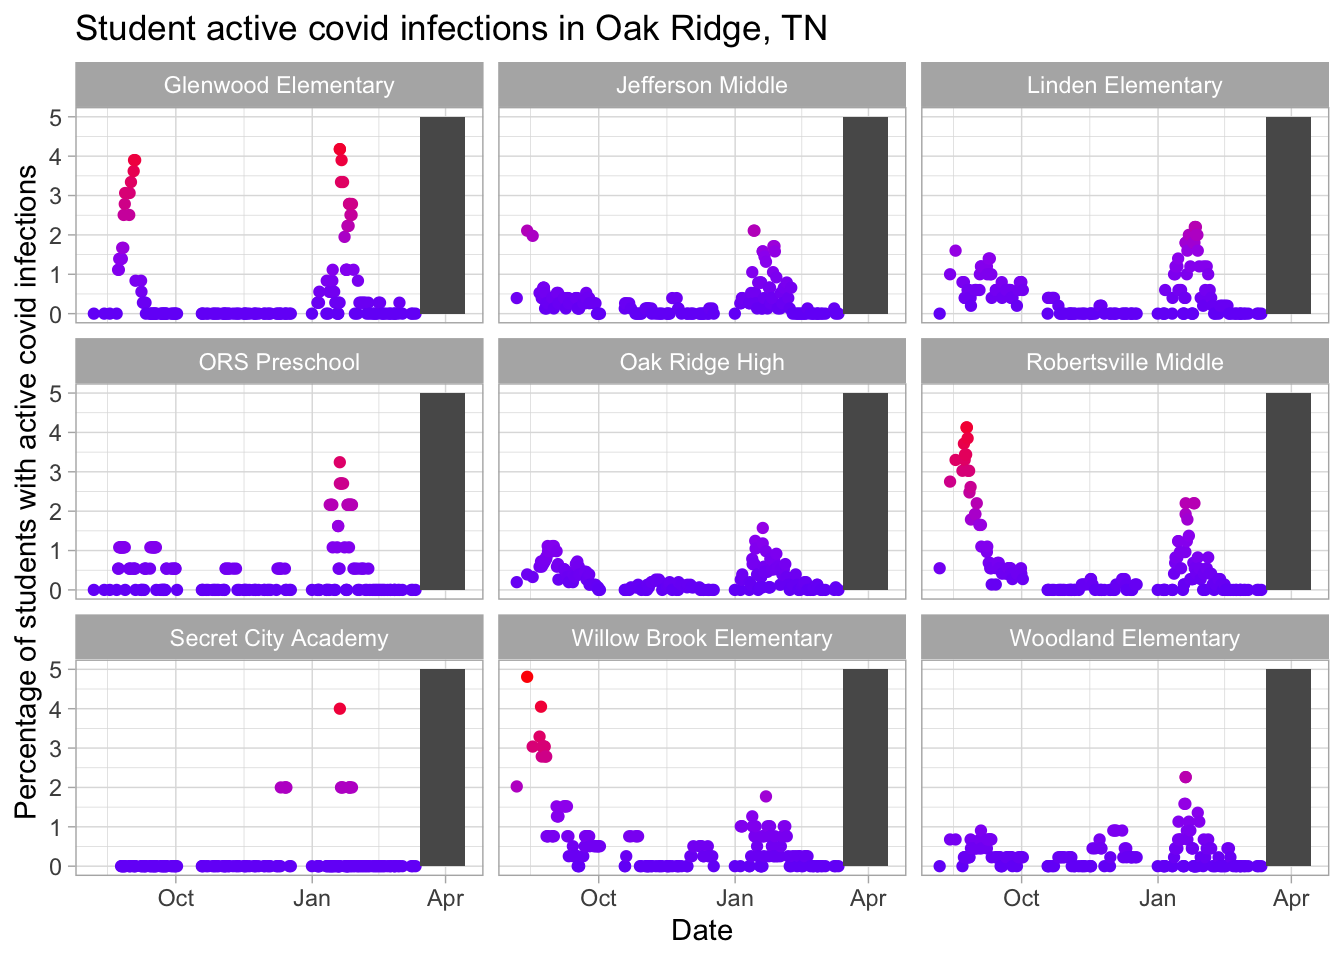 Student active covid infections in Oak Ridge, TN
Percentage of students with active covid infections
Glenwood Elementary
Jefferson Middle
Linden Elementary
5
4
3
2
1
0
ORS Preschool
Oak Ridge High
Robertsville Middle
5
4
3
2
1
0
Secret City Academy
Willow Brook Elementary
Woodland Elementary
5
4
3
2
1
0
Oct Jan Apr
Oct Jan Apr
Oct Jan Apr
Date